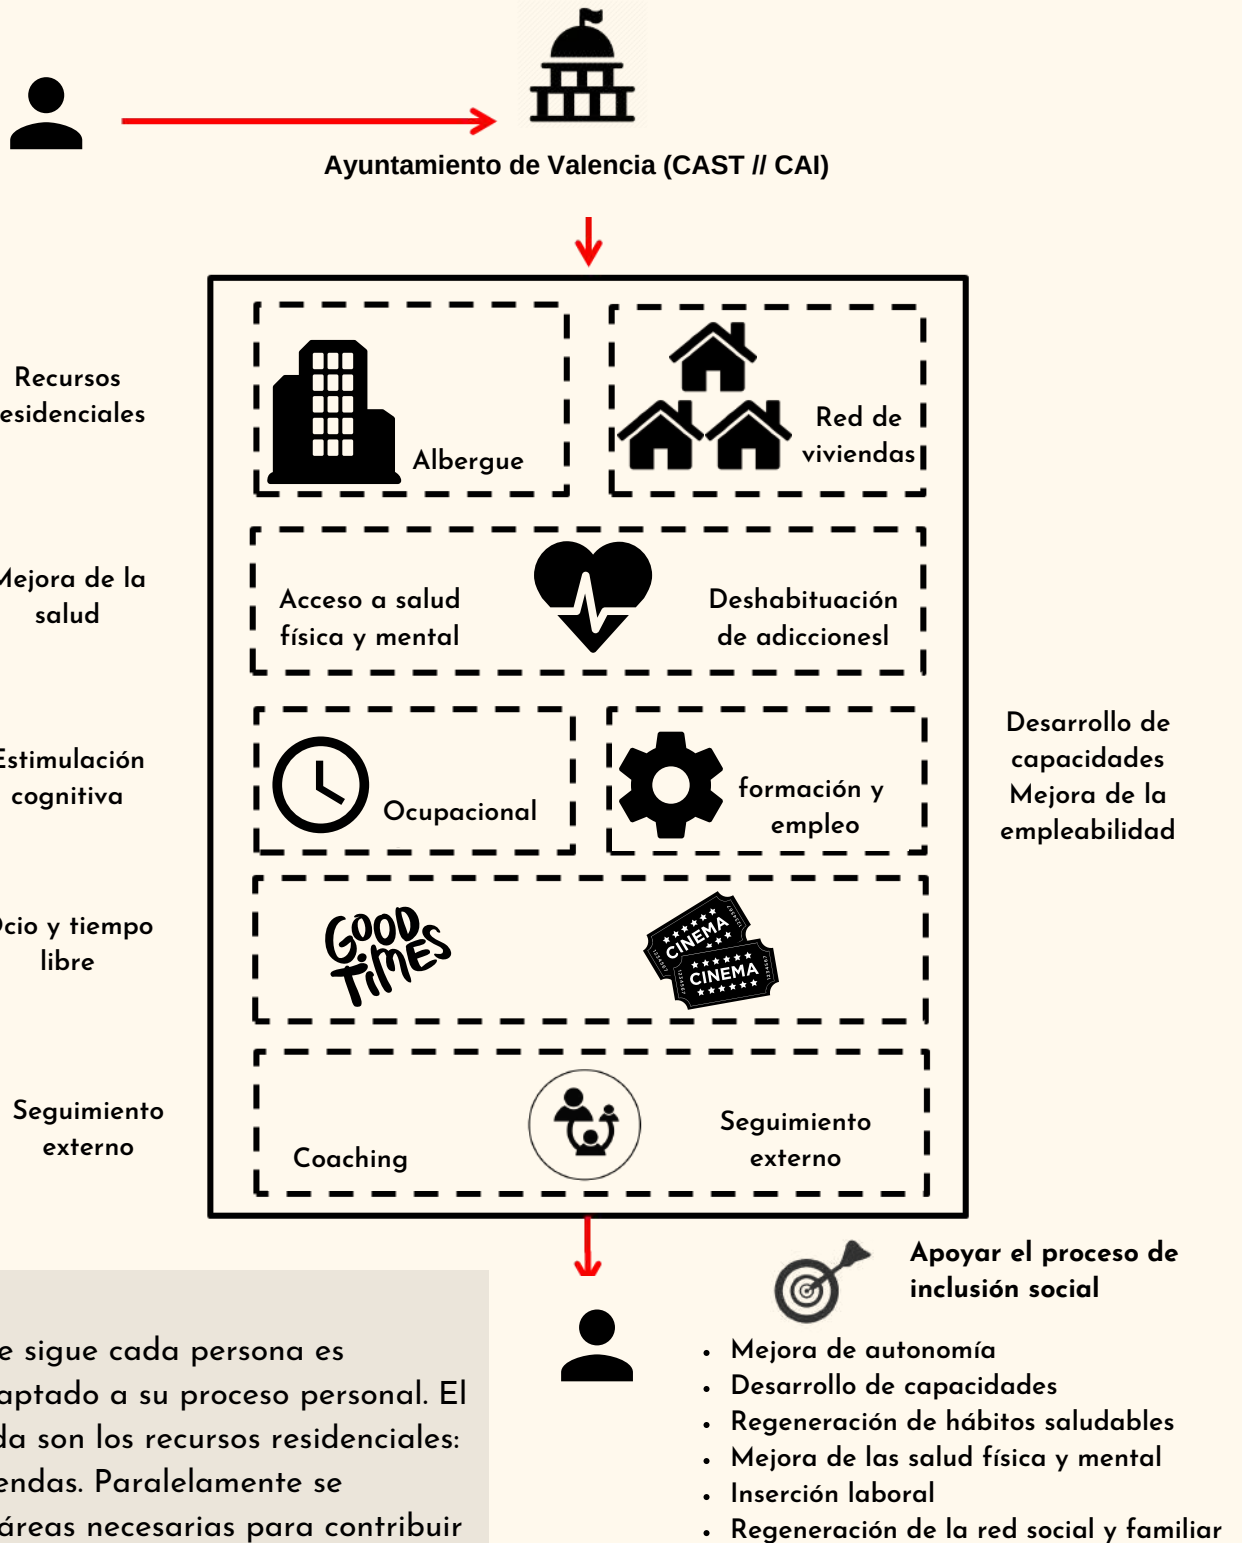 Ayuntamiento de Valencia (CAST // CAI)
Recursos
esidenciales
Albergue
Red de
viviendas
Mejora de la
salud
Acceso a salud
física y mental
Deshabituación
de adiccionesl
Estimulación
cognitiva
Ocupacional
formación y
empleo
Desarrollo de
capacidades
Mejora de la
empleabilidad
Ocio y tiempo
libre
GOOD
TiMES
CINEMA
CINEMA
Seguimiento
externo
Coaching
Seguimiento
externo
Apoyar el proceso de
inclusión social
• Mejora de autonomía
• Desarrollo de capacidades
• Regeneración de hábitos saludables
• Mejora de las salud física y mental
• Inserción laboral
• Regeneración de la red social y familiar
e sigue cada persona es
aptado a su proceso personal. El
da son los recursos residenciales:
endas. Paralelamente se
áreas necesarias para contribuir